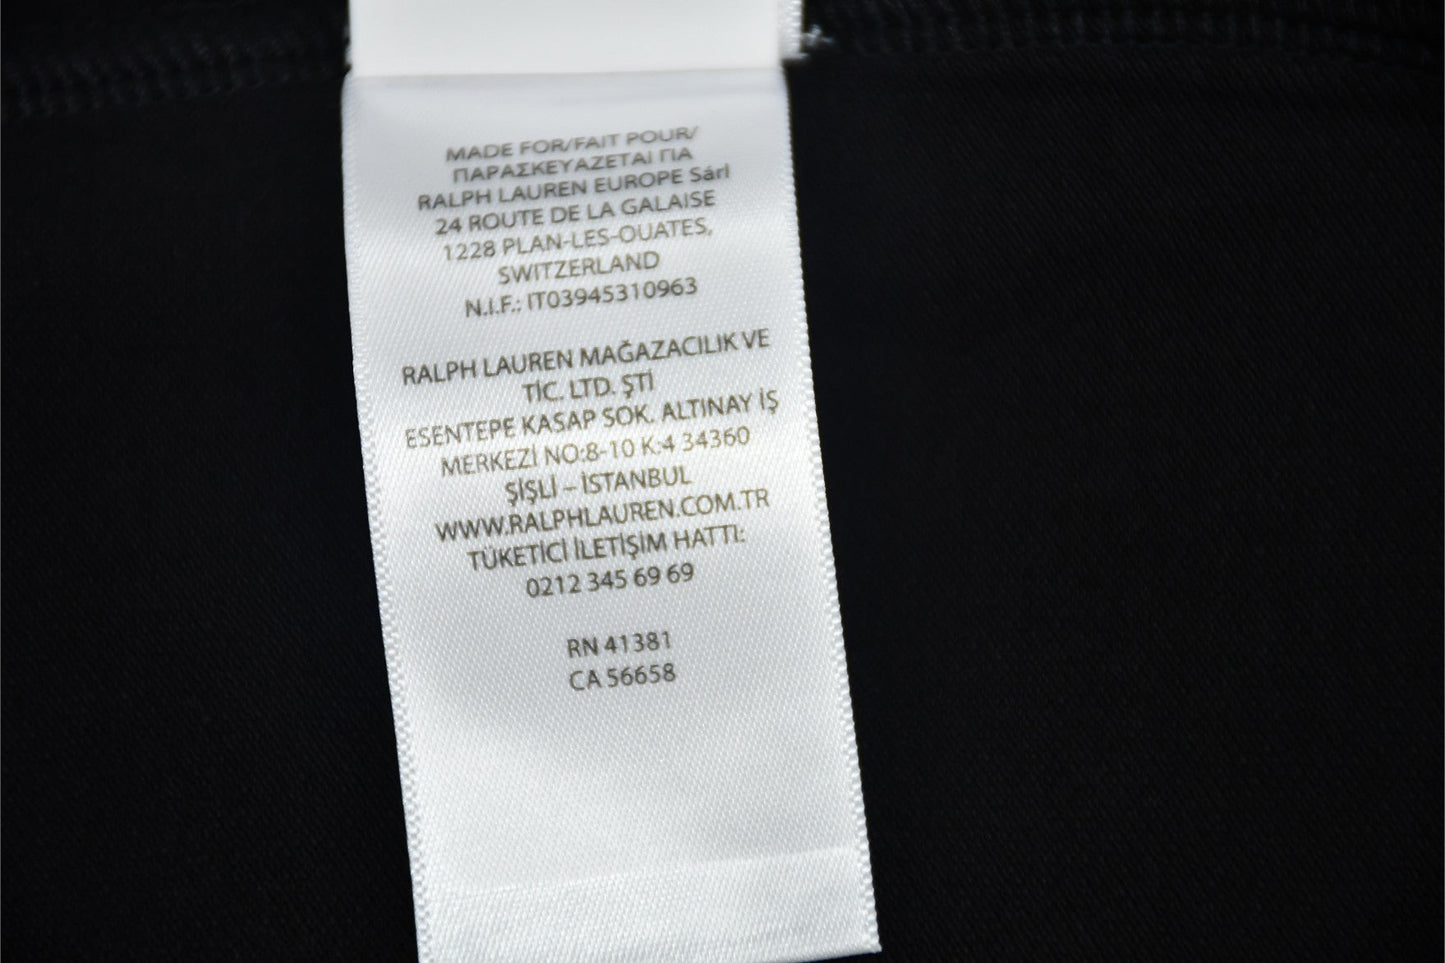 MADE FOR/FAIT POUR/
ΠΑΡΑΣΚΕΥΑΖΕΤΑΙ ΓΙΑ
RALPH LAUREN EUROPE Sárl
24 ROUTE DE LA GALAISE
1228 PLAN-LES-OUATES,
SWITZERLAND
N.I.F.: IT03945310963
RALPH LAUREN MAĞAZACILIK VE
TİC. LTD. ŞTİ
ESENTEPE KASAP SOK. ALTINAY İŞ
MERKEZİ NO:8-10 K:4 34360
ŞİŞLİ – İSTANBUL
WWW.RALPHLAUREN.COM.TR
TÜKETİCİ İLETİŞİM HATTI:
0212 345 69 69
RN 41381
CA 56658